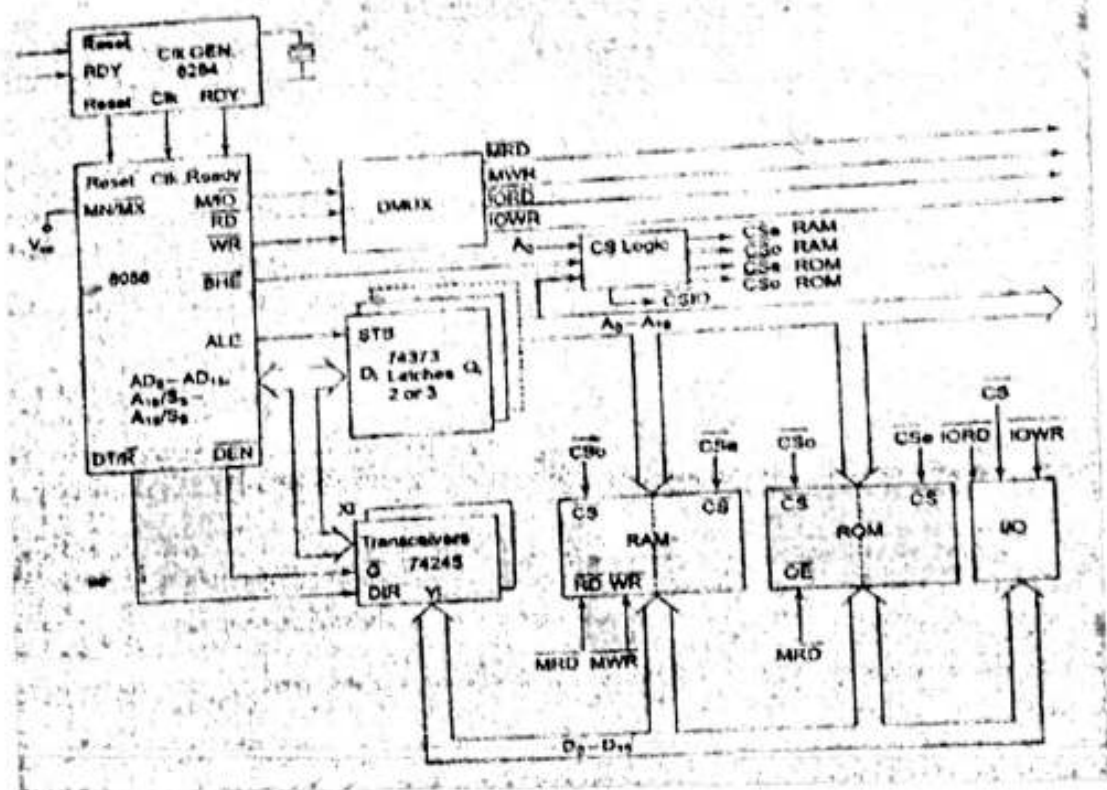 Reset
Clk GEN.
RDY
8284
Reset Clk RDY
Reset Clk Ready
MN/MX
M/IO
RD
WR
8086
BHE
ALE
AD₀–AD₁₅,
A₁₆/S₃–
A₁₉/S₆
DT/R
DEN
DMUX
MRD
MWR
IORD
IOWR
A₀
CS Logic
CSe RAM
CSo RAM
CSe ROM
CSo ROM
CSIO
A₀–A₁₉
STB
74373
Dᵢ Latches Qᵢ
2 or 3
Transceivers
74245
G
DIR
CSo
CSe
CSo
CSe
IORD
CS
IOWR
CS
CS
CS
CS
RAM
ROM
I/O
RD WR
OE
MRD MWR
MRD
D₀–D₁₅